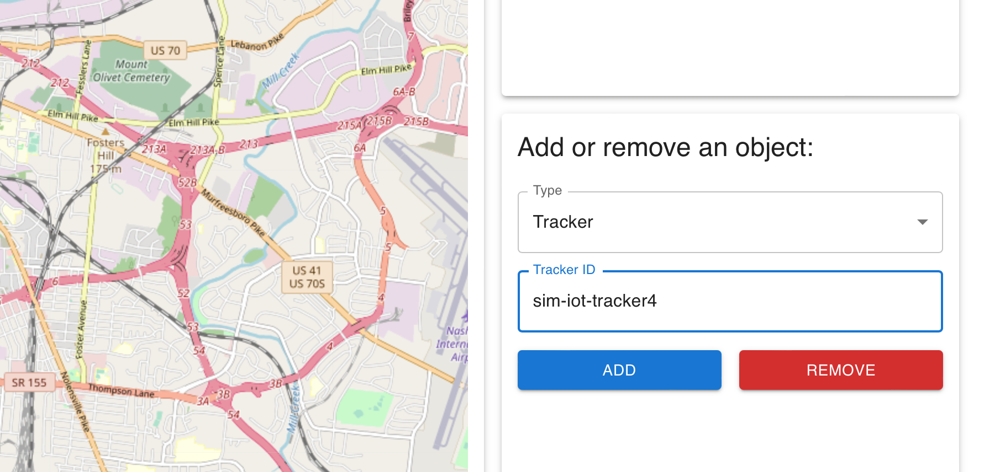 Briley
7
US 70
Lebanon Pike
212
Fesslers Lane
Mount
Olivet Cemetery
Spence Lane
Mill Creek
Elm Hill Pike
212
6A-B
Elm Hill Pike
Elm Hill Pike
215A
215B
215B
Fosters
Hill
175 m
213A
213A-B
213
6A
52B
Murfreesboro Pike
5
53
5
US 41
US 70S
6
52
4
Foster Avenue
53
54
4
Nash
Interna
Airp
SR 155
Nolensville Pike
Thompson Lane
3A
3B
3B
54
Mill Creek
Add or remove an object:
Type
Tracker
Tracker ID
sim-iot-tracker4
ADD
REMOVE